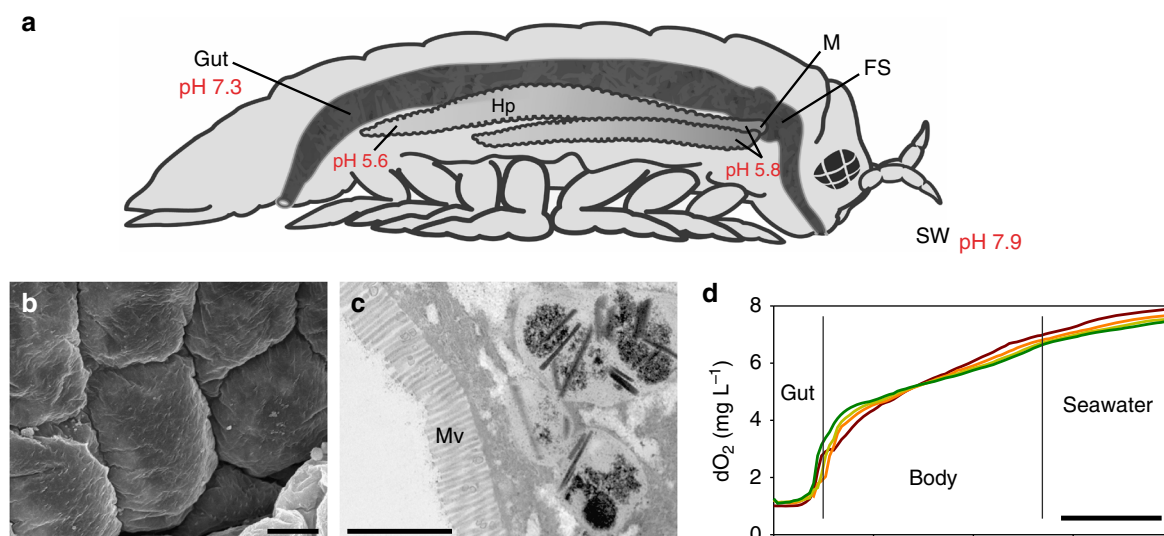 a
Gut
pH 7.3
M
FS
Hp
pH 5.6
pH 5.8
SW pH 7.9
b
c
Mv
d
8
6
4
2
0
dO2 (mg L−1)
Gut
Body
Seawater